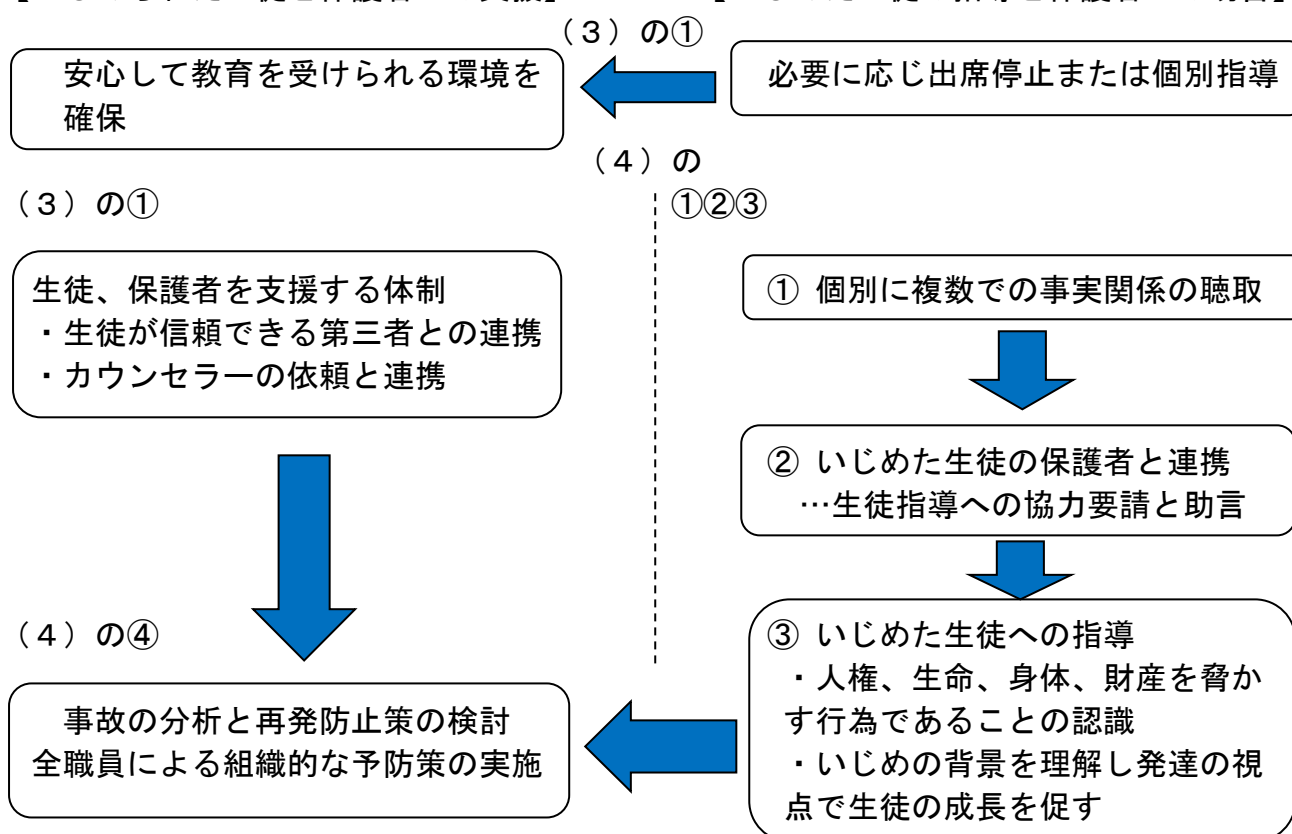 （３）の①
安心して教育を受けられる環境を
確保
必要に応じ出席停止または個別指導
（４）の
①②③
（３）の①
生徒、保護者を支援する体制
・生徒が信頼できる第三者との連携
・カウンセラーの依頼と連携
① 個別に複数での事実関係の聴取
② いじめた生徒の保護者と連携
…生徒指導への協力要請と助言
（４）の④
③ いじめた生徒への指導
・人権、生命、身体、財産を脅か
す行為であることの認識
・いじめの背景を理解し発達の視
点で生徒の成長を促す
事故の分析と再発防止策の検討
全職員による組織的な予防策の実施